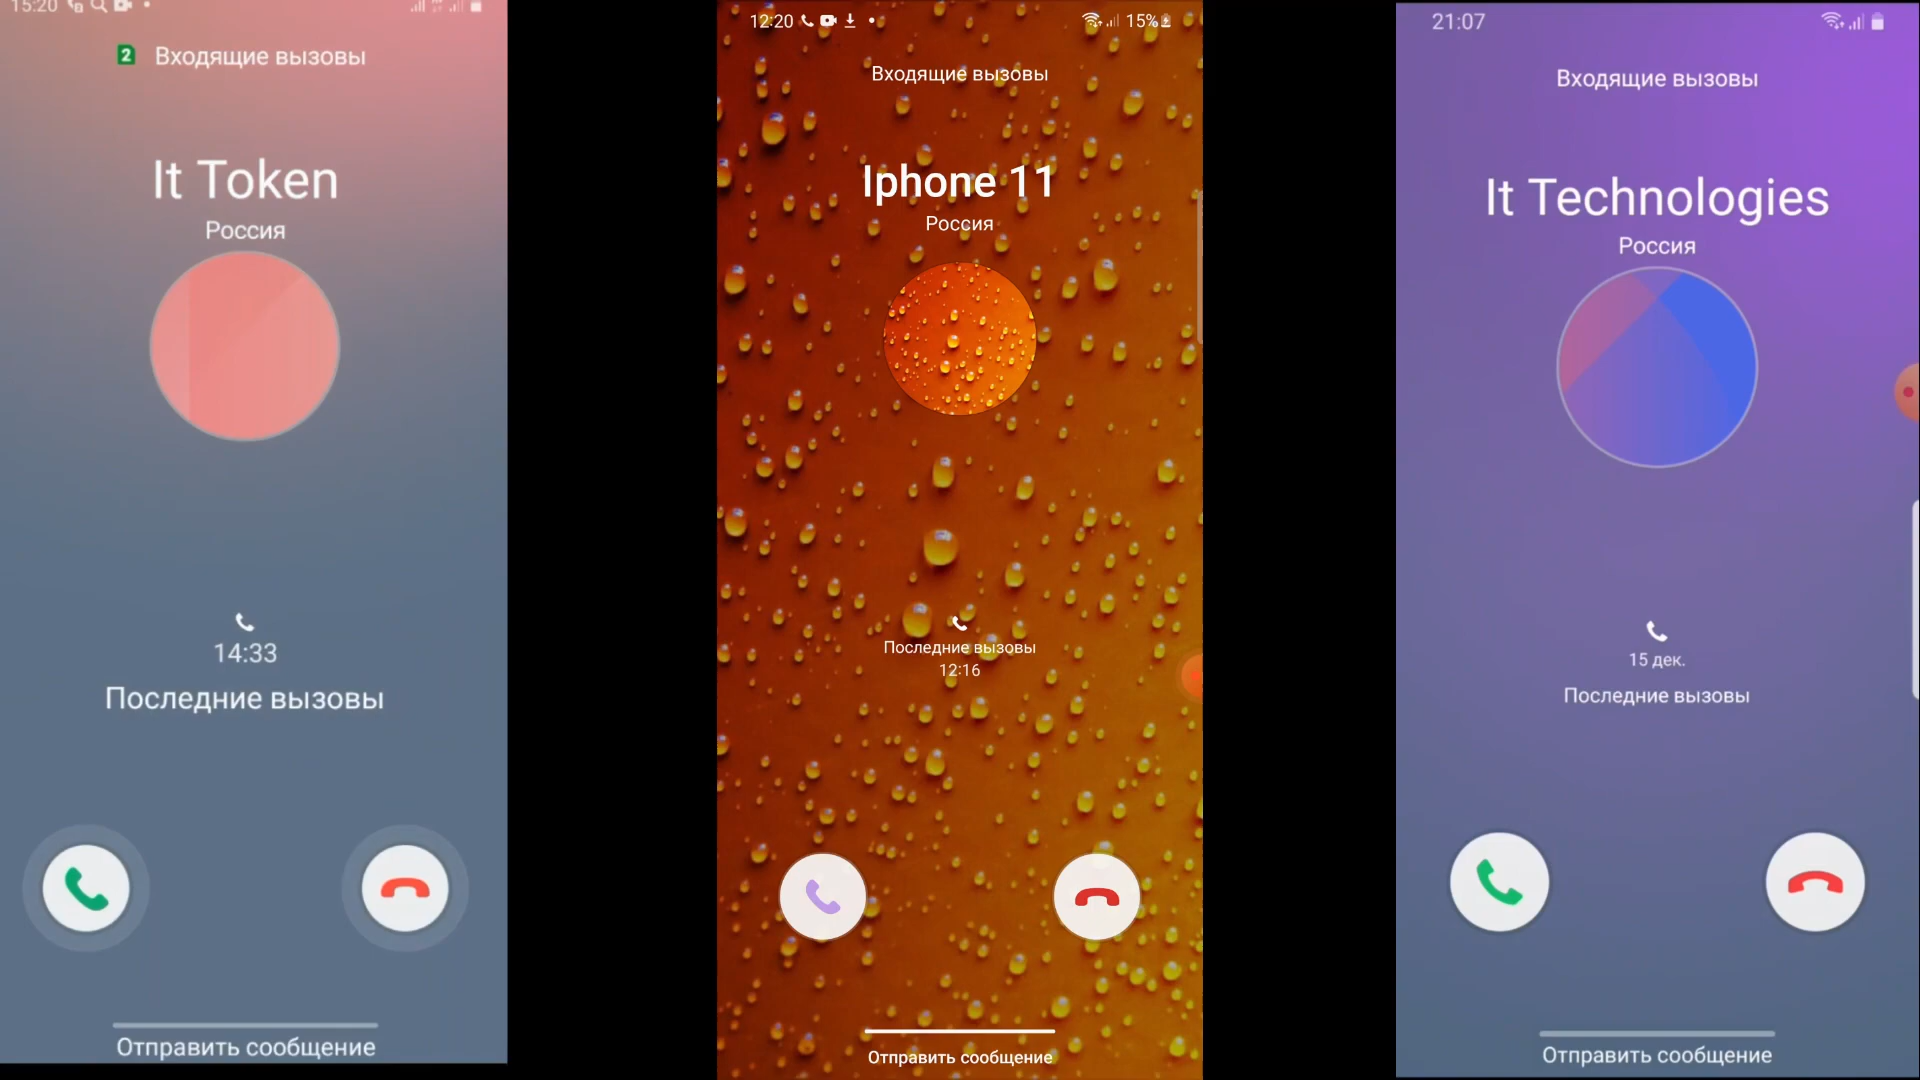 15:20
2 Входящие вызовы
It Token
Россия
14:33
Последние вызовы
Отправить сообщение
12:20
15%
Входящие вызовы
Iphone 11
Россия
Последние вызовы
12:16
Отправить сообщение
21:07
Входящие вызовы
It Technologies
Россия
15 дек.
Последние вызовы
Отправить сообщение